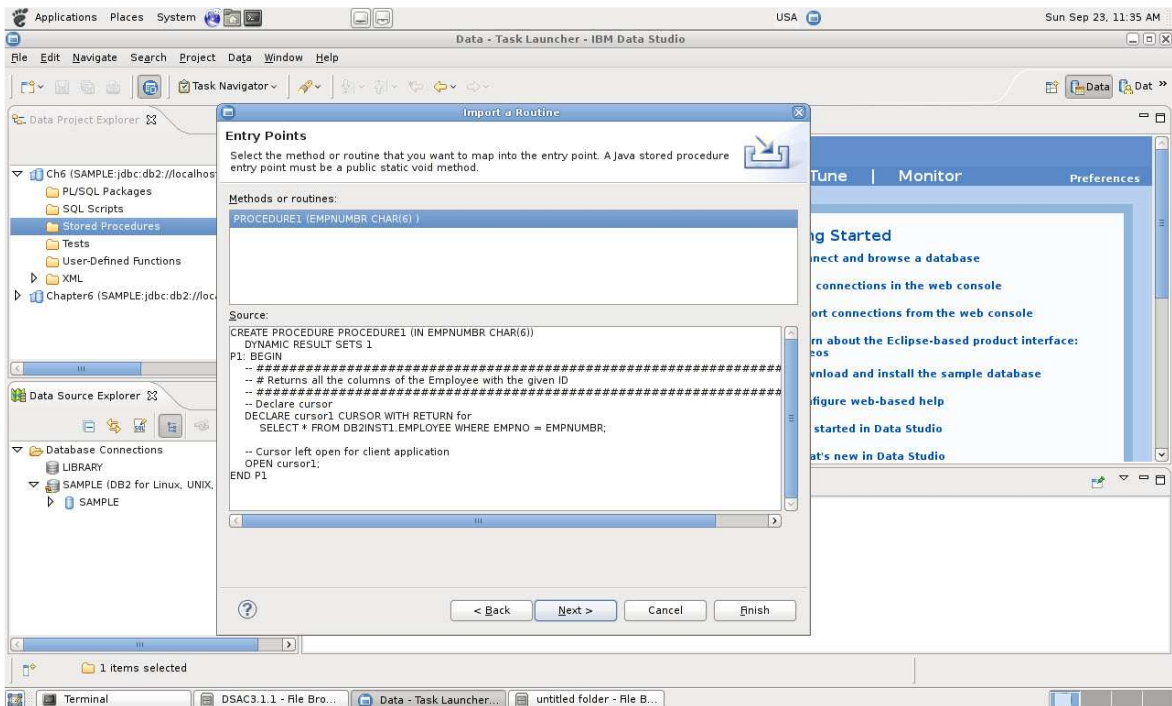 Applications Places System
USA
Sun Sep 23, 11:35 AM
Data - Task Launcher - IBM Data Studio
File Edit Navigate Search Project Data Window Help
Task Navigator
Data
Dat »
Data Project Explorer
Ch6 (SAMPLE:jdbc:db2://localhos
PL/SQL Packages
SQL Scripts
Stored Procedures
Tests
User-Defined Functions
XML
Chapter6 (SAMPLE:jdbc:db2://loca
Data Source Explorer
Database Connections
LIBRARY
SAMPLE (DB2 for Linux, UNIX,
SAMPLE
Import a Routine
Entry Points
Select the method or routine that you want to map into the entry point. A Java stored procedure
entry point must be a public static void method.
Methods or routines:
PROCEDURE1 (EMPNUMBR CHAR(6) )
Source:
CREATE PROCEDURE PROCEDURE1 (IN EMPNUMBR CHAR(6))
DYNAMIC RESULT SETS 1
P1: BEGIN
-- ########################################################################
-- # Returns all the columns of the Employee with the given ID
-- ########################################################################
-- Declare cursor
DECLARE cursor1 CURSOR WITH RETURN for
SELECT * FROM DB2INST1.EMPLOYEE WHERE EMPNO = EMPNUMBR;
-- Cursor left open for client application
OPEN cursor1;
END P1
< Back
Next >
Cancel
Finish
Tune | Monitor
Preferences
ng Started
nnect and browse a database
connections in the web console
ort connections from the web console
rn about the Eclipse-based product interface:
eos
wnload and install the sample database
nfigure web-based help
started in Data Studio
at's new in Data Studio
1 items selected
Terminal
DSAC3.1.1 - File Bro...
Data - Task Launcher...
untitled folder - File B...